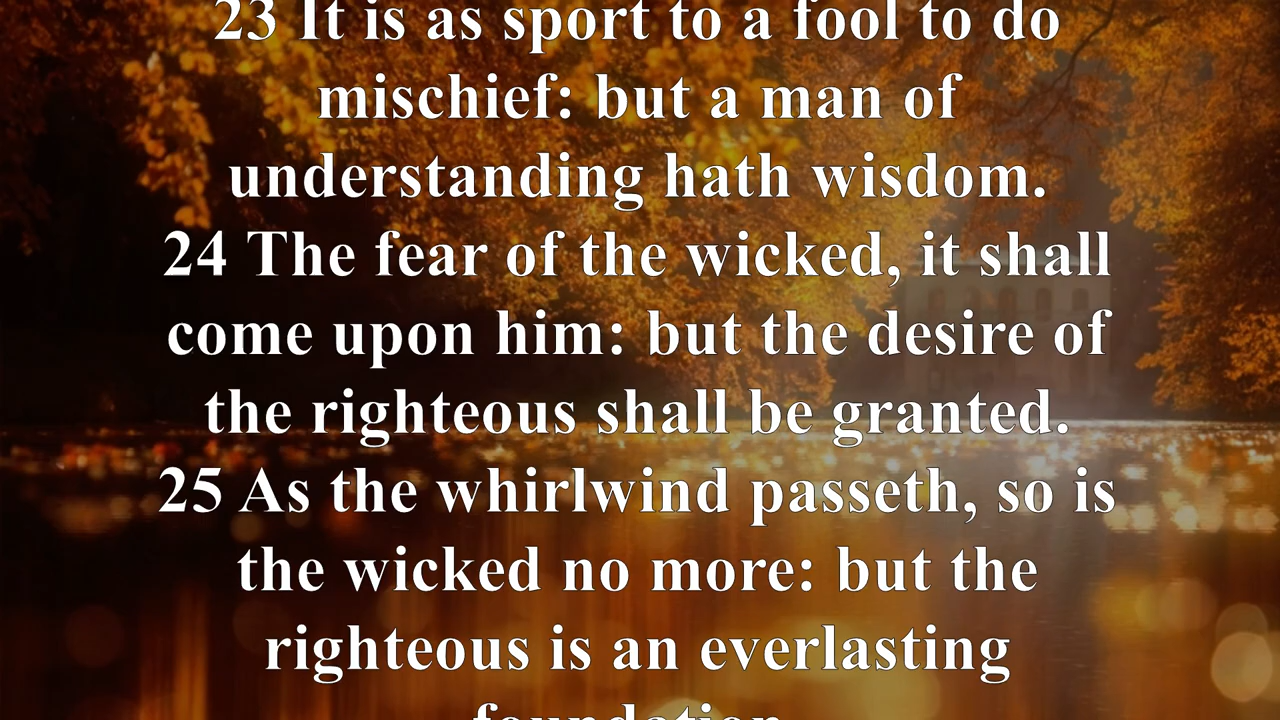 23 It is as sport to a fool to do
mischief: but a man of
understanding hath wisdom.
24 The fear of the wicked, it shall
come upon him: but the desire of
the righteous shall be granted.
25 As the whirlwind passeth, so is
the wicked no more: but the
righteous is an everlasting
foundation